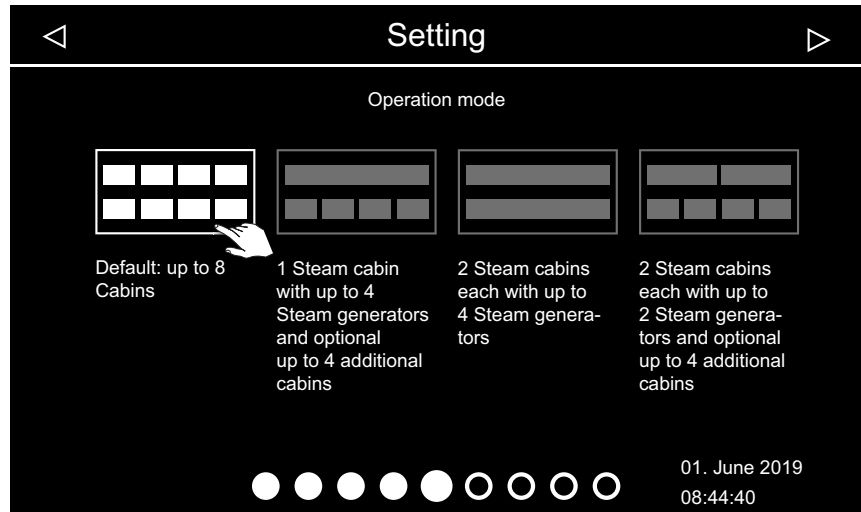 Setting
Operation mode
Default: up to 8
Cabins
1 Steam cabin
with up to 4
Steam generators
and optional
up to 4 additional
cabins
2 Steam cabins
each with up to
4 Steam genera-
tors
2 Steam cabins
each with up to
2 Steam genera-
tors and optional
up to 4 additional
cabins
01. June 2019
08:44:40